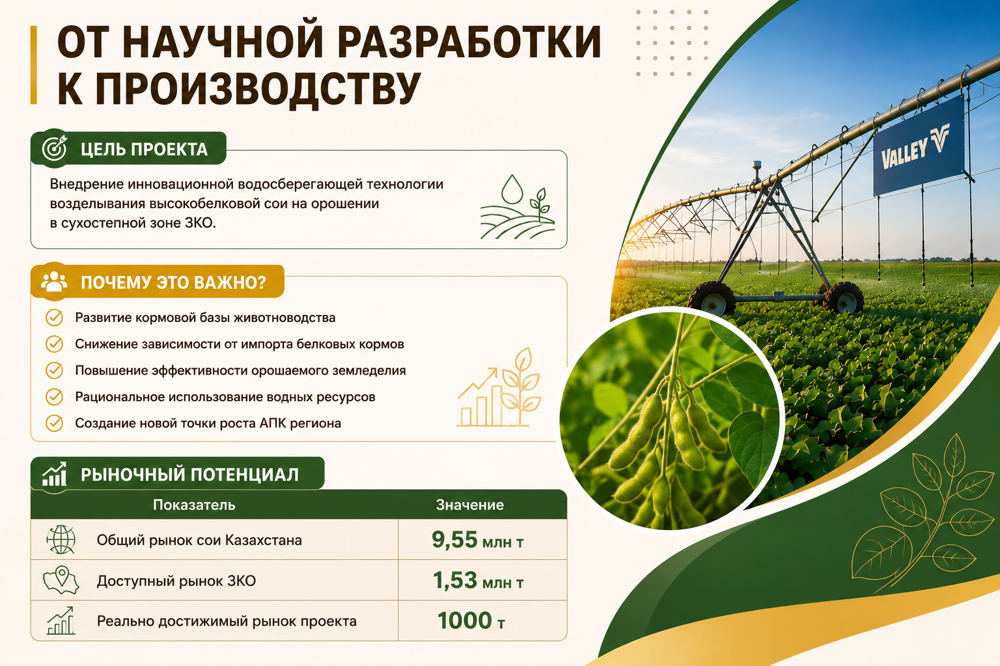 ОТ НАУЧНОЙ РАЗРАБОТКИ
К ПРОИЗВОДСТВУ
ЦЕЛЬ ПРОЕКТА
Внедрение инновационной водосберегающей технологии
возделывания высокобелковой сои на орошении
в сухостепной зоне ЗКО.
ПОЧЕМУ ЭТО ВАЖНО?
Развитие кормовой базы животноводства
Снижение зависимости от импорта белковых кормов
Повышение эффективности орошаемого земледелия
Рациональное использование водных ресурсов
Создание новой точки роста АПК региона
РЫНОЧНЫЙ ПОТЕНЦИАЛ
Показатель Значение
Общий рынок сои Казахстана 9,55 млн т
Доступный рынок ЗКО 1,53 млн т
Реально достижимый рынок проекта 1000 т
VALLEY